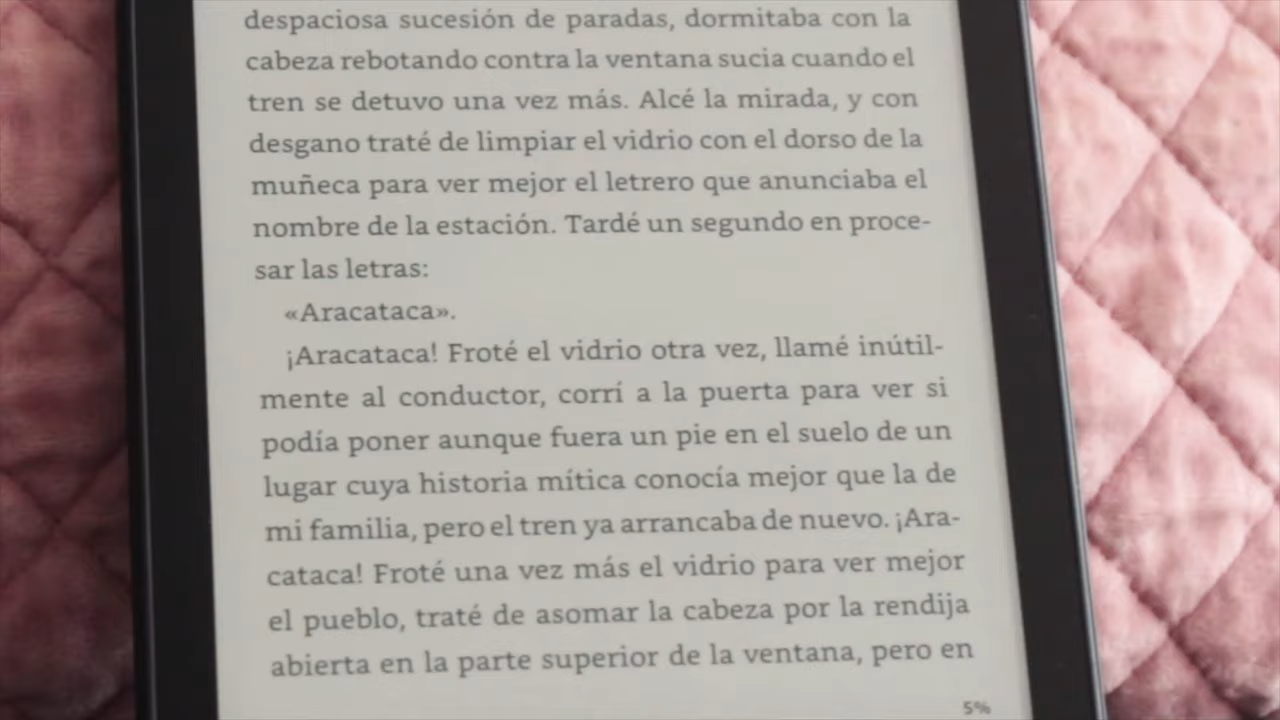 despaciosa sucesión de paradas, dormitaba con la
cabeza rebotando contra la ventana sucia cuando el
tren se detuvo una vez más. Alcé la mirada, y con
desgano traté de limpiar el vidrio con el dorso de la
muñeca para ver mejor el letrero que anunciaba el
nombre de la estación. Tardé un segundo en proce-
sar las letras:
«Aracataca».
¡Aracataca! Froté el vidrio otra vez, llamé inútil-
mente al conductor, corrí a la puerta para ver si
podía poner aunque fuera un pie en el suelo de un
lugar cuya historia mítica conocía mejor que la de
mi familia, pero el tren ya arrancaba de nuevo. ¡Ara-
cataca! Froté una vez más el vidrio para ver mejor
el pueblo, traté de asomar la cabeza por la rendija
abierta en la parte superior de la ventana, pero en
5%